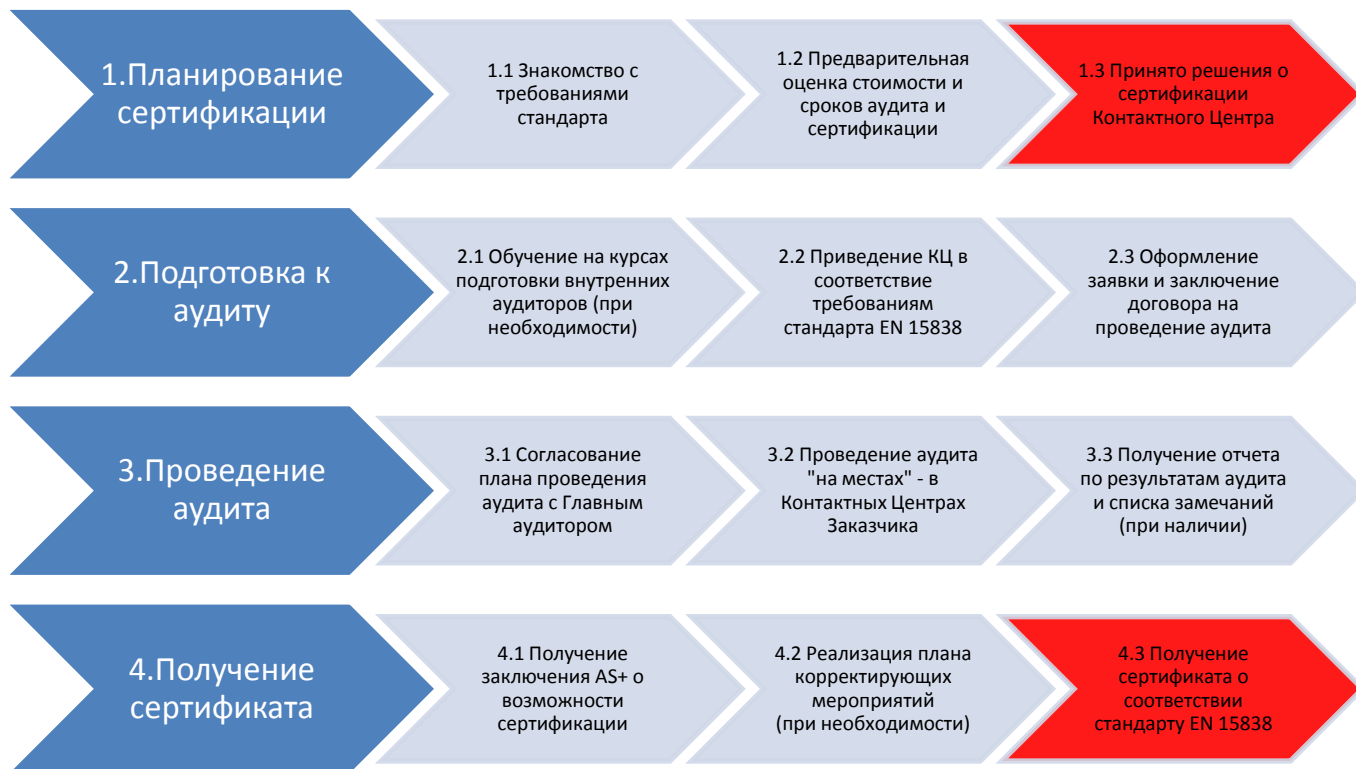 1.Планирование
сертификации
1.1 Знакомство с
требованиями
стандарта
1.2 Предварительная
оценка стоимости и
сроков аудита и
сертификации
1.3 Принято решения о
сертификации
Контактного Центра
2.Подготовка к
аудиту
2.1 Обучение на курсах
подготовки внутренних
аудиторов (при
необходимости)
2.2 Приведение КЦ в
соответствие
требованиям
стандарта EN 15838
2.3 Оформление
заявки и заключение
договора на
проведение аудита
3.Проведение
аудита
3.1 Согласование
плана проведения
аудита с Главным
аудитором
3.2 Проведение аудита
"на местах" - в
Контактных Центрах
Заказчика
3.3 Получение отчета
по результатам аудита
и списка замечаний
(при наличии)
4.Получение
сертификата
4.1 Получение
заключения AS+ о
возможности
сертификации
4.2 Реализация плана
корректирующих
мероприятий
(при необходимости)
4.3 Получение
сертификата о
соответствии
стандарту EN 15838